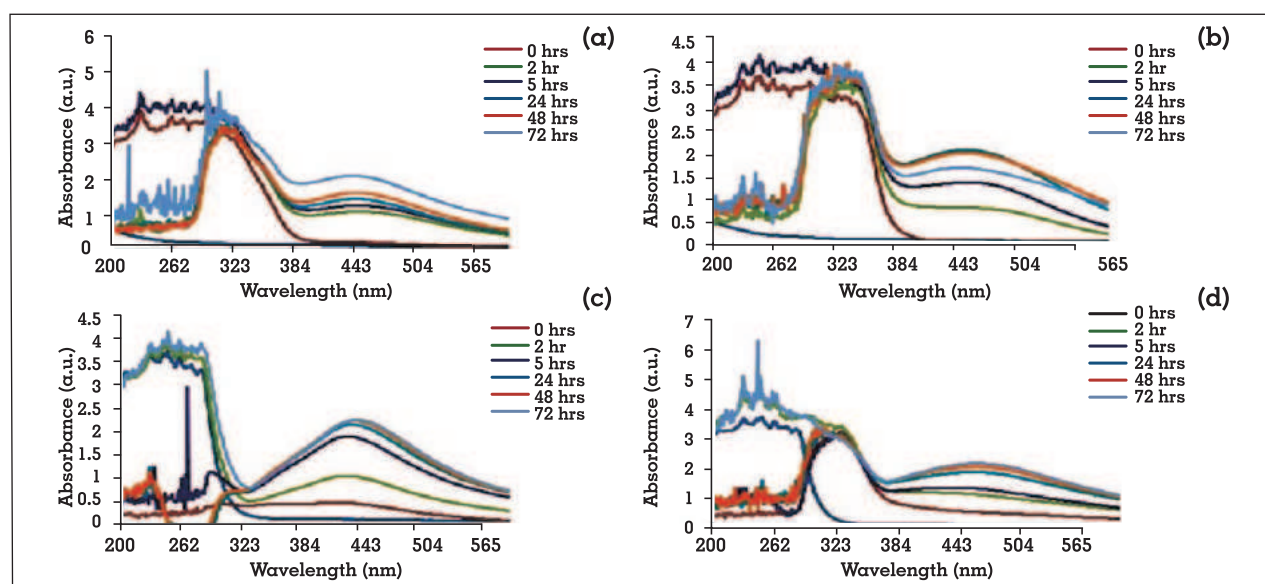 (a)
Absorbance (a.u.)
6
5
4
3
2
1
0
200 262 323 384 443 504 565
Wavelength (nm)
0 hrs
2 hr
5 hrs
24 hrs
48 hrs
72 hrs
(b)
Absorbance (a.u.)
4.5
4
3.5
3
2.5
2
1.5
1
0.5
0
200 262 323 384 443 504 565
Wavelength (nm)
0 hrs
2 hr
5 hrs
24 hrs
48 hrs
72 hrs
(c)
Absorbance (a.u.)
4.5
4
3.5
3
2.5
2
1.5
1
0.5
0
200 262 323 384 443 504 565
Wavelength (nm)
0 hrs
2 hr
5 hrs
24 hrs
48 hrs
72 hrs
(d)
Absorbance (a.u.)
7
6
5
4
3
2
1
0
200 262 323 384 443 504 565
Wavelength (nm)
0 hrs
2 hr
5 hrs
24 hrs
48 hrs
72 hrs